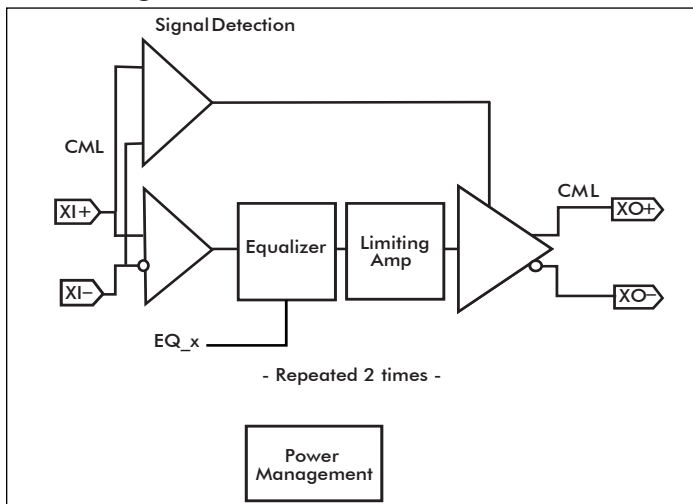 Signal Detection
CML
XI+
XI−
Equalizer
Limiting
Amp
CML
XO+
XO−
EQ_x
- Repeated 2 times -
Power
Management